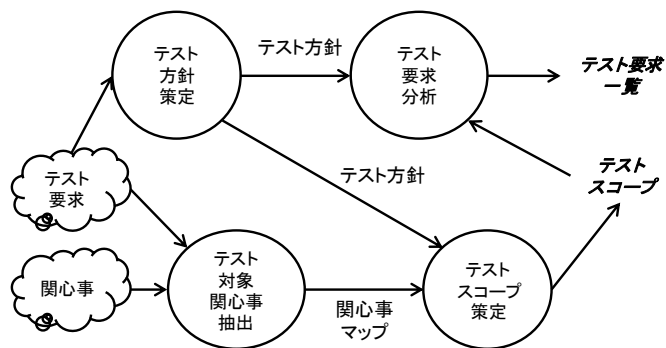 テスト
方針
策定
テスト方針
テスト
要求
分析
テスト要求
一覧
テスト
要求
テスト方針
テスト
スコープ
関心事
テスト
対象
関心事
抽出
関心事
マップ
テスト
スコープ
策定